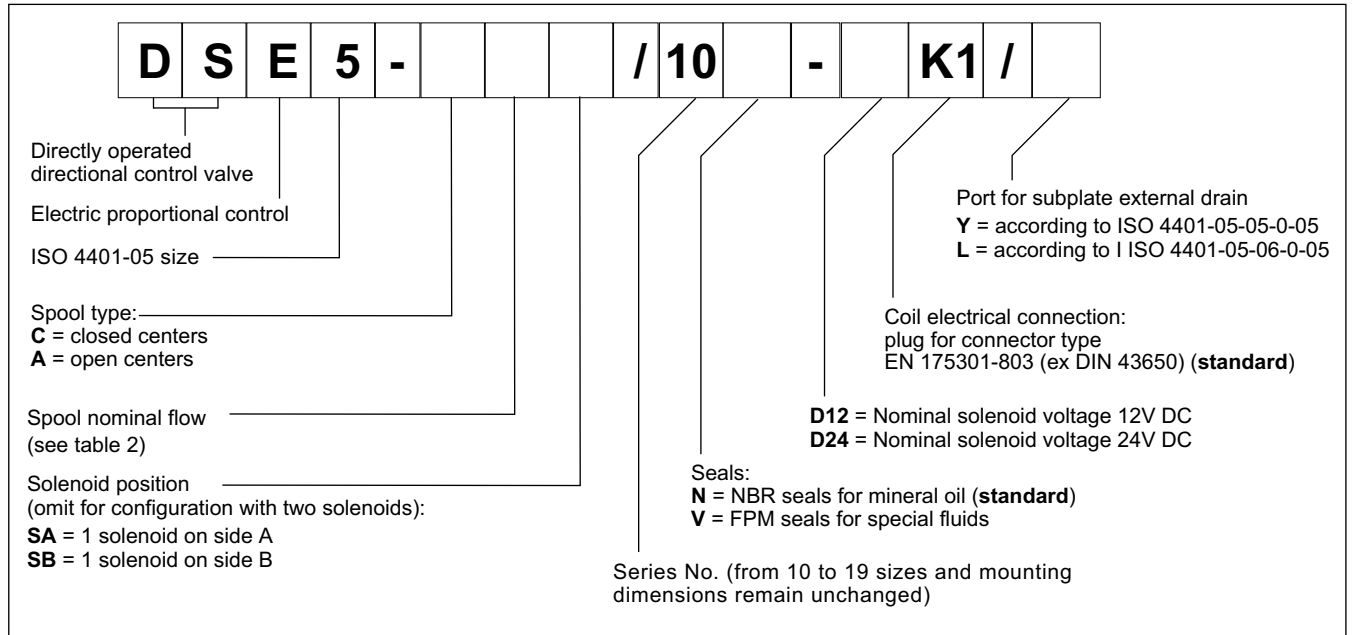 D S E 5 - / 10 - K1 /
Directly operated
directional control valve
Electric proportional control
ISO 4401-05 size
Spool type:
C = closed centers
A = open centers
Spool nominal flow
(see table 2)
Solenoid position
(omit for configuration with two solenoids):
SA = 1 solenoid on side A
SB = 1 solenoid on side B
Port for subplate external drain
Y = according to ISO 4401-05-05-0-05
L = according to I ISO 4401-05-06-0-05
Coil electrical connection:
plug for connector type
EN 175301-803 (ex DIN 43650) (standard)
D12 = Nominal solenoid voltage 12V DC
D24 = Nominal solenoid voltage 24V DC
Seals:
N = NBR seals for mineral oil (standard)
V = FPM seals for special fluids
Series No. (from 10 to 19 sizes and mounting
dimensions remain unchanged)